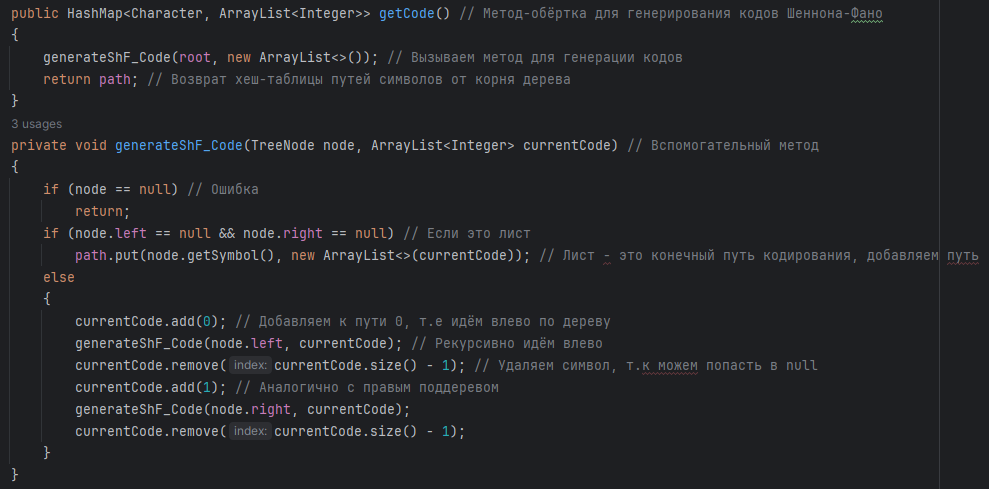 public HashMap<Character, ArrayList<Integer>> getCode() // Метод-обёртка для генерирования кодов Шеннона-Фано
{
    generateShF_Code(root, new ArrayList<>()); // Вызываем метод для генерации кодов
    return path; // Возврат хеш-таблицы путей символов от корня дерева
}
3 usages
private void generateShF_Code(TreeNode node, ArrayList<Integer> currentCode) // Вспомогательный метод
{
    if (node == null) // Ошибка
        return;
    if (node.left == null && node.right == null) // Если это лист
        path.put(node.getSymbol(), new ArrayList<>(currentCode)); // Лист - это конечный путь кодирования, добавляем путь
    else
    {
        currentCode.add(0); // Добавляем к пути 0, т.е идём влево по дереву
        generateShF_Code(node.left, currentCode); // Рекурсивно идём влево
        currentCode.remove( index: currentCode.size() - 1); // Удаляем символ, т.к можем попасть в null
        currentCode.add(1); // Аналогично с правым поддеревом
        generateShF_Code(node.right, currentCode);
        currentCode.remove( index: currentCode.size() - 1);
    }
}